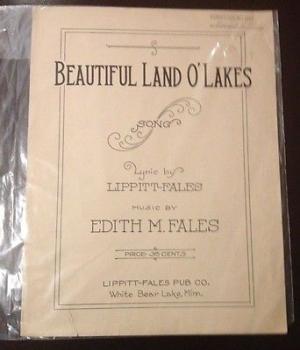 BEAUTIFUL LAND O'LAKES
SONG
Lyric by
LIPPITT-FALES
MUSIC BY
EDITH M. FALES
PRICE-35 CENTS
LIPPITT-FALES PUB CO.
White Bear Lake, Minn.